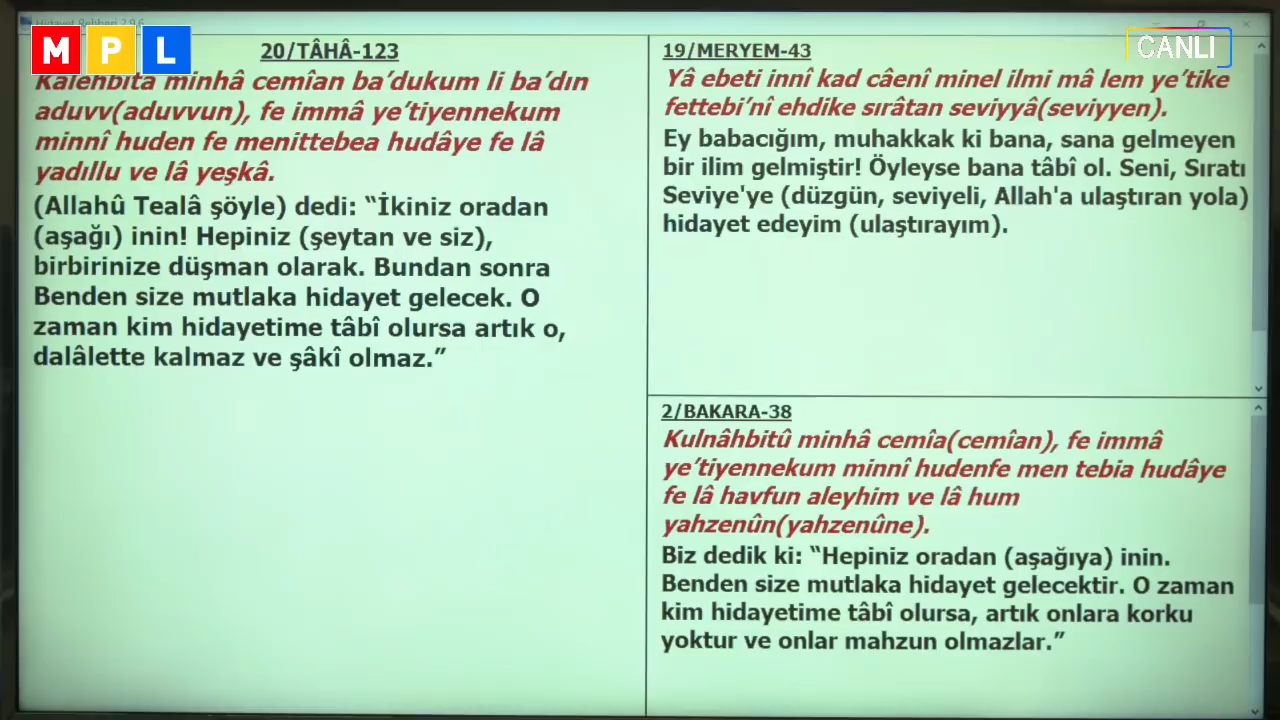 Hidayet Rehberi 2.9.6
MPL
CANLI
20/TÂHÂ-123
Kâlehbitâ minhâ cemîan ba’dukum li ba’dın
aduvv(aduvvun), fe immâ ye’tiyennekum
minnî huden fe menittebea hudâye fe lâ
yadıllu ve lâ yeşkâ.
(Allahû Tealâ şöyle) dedi: “İkiniz oradan
(aşağı) inin! Hepiniz (şeytan ve siz),
birbirinize düşman olarak. Bundan sonra
Benden size mutlaka hidayet gelecek. O
zaman kim hidayetime tâbî olursa artık o,
dalâlette kalmaz ve şâkî olmaz.”
19/MERYEM-43
Yâ ebeti innî kad câenî minel ilmi mâ lem ye’tike
fettebi’nî ehdike sırâtan seviyyâ(seviyyen).
Ey babacığım, muhakkak ki bana, sana gelmeyen
bir ilim gelmiştir! Öyleyse bana tâbî ol. Seni, Sıratı
Seviye'ye (düzgün, seviyeli, Allah'a ulaştıran yola)
hidayet edeyim (ulaştırayım).
2/BAKARA-38
Kulnâhbitû minhâ cemîa(cemîan), fe immâ
ye’tiyennekum minnî hudenfe men tebia hudâye
fe lâ havfun aleyhim ve lâ hum
yahzenûn(yahzenûne).
Biz dedik ki: “Hepiniz oradan (aşağıya) inin.
Benden size mutlaka hidayet gelecektir. O zaman
kim hidayetime tâbî olursa, artık onlara korku
yoktur ve onlar mahzun olmazlar.”